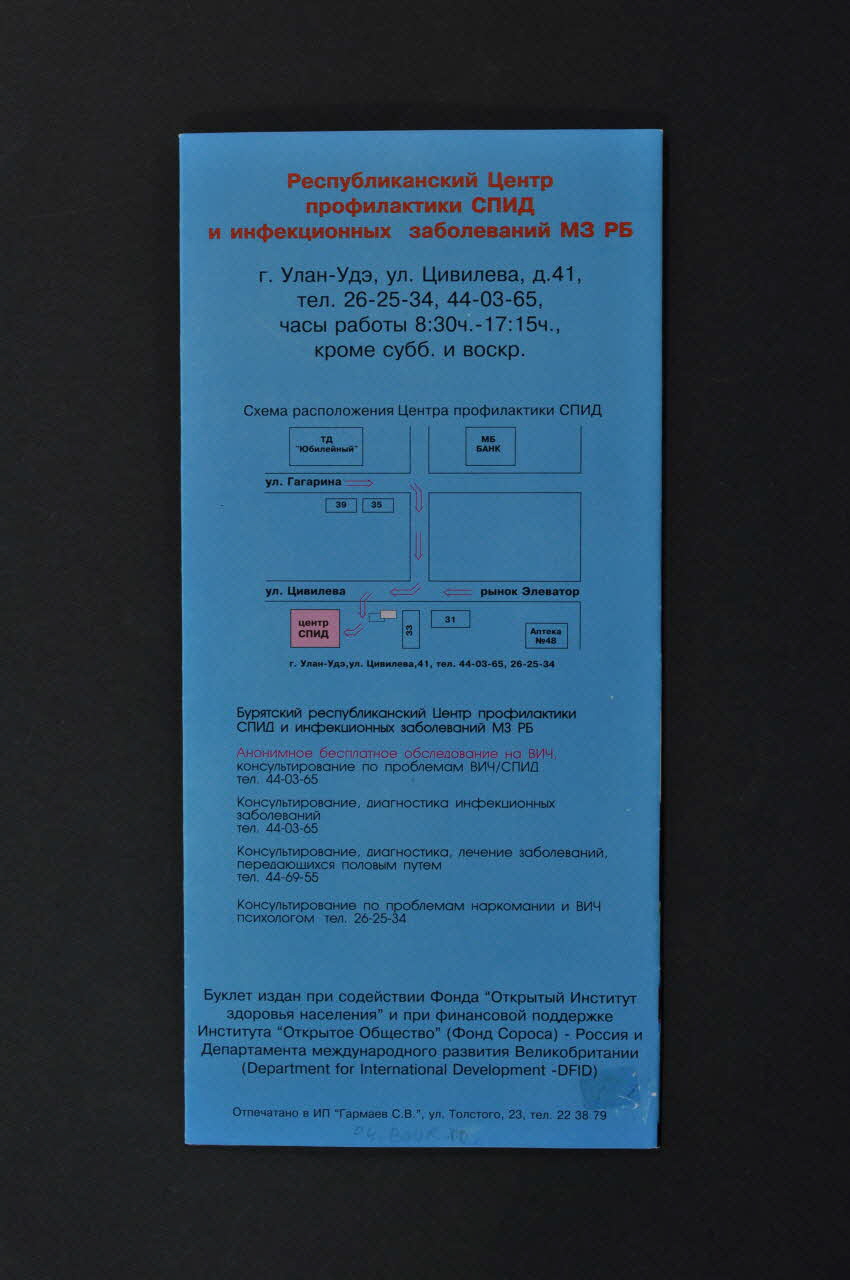 Республиканский Центр
профилактики СПИД
и инфекционных заболеваний МЗ РБ
г. Улан-Удэ, ул. Цивилева, д.41,
тел. 26-25-34, 44-03-65,
часы работы 8:30ч.-17:15ч.,
кроме субб. и воскр.
Схема расположения Центра профилактики СПИД
ТД
"Юбилейный"
МБ
БАНК
ул. Гагарина
39
35
ул. Цивилева
рынок Элеватор
центр
СПИД
33
31
Аптека
№48
г. Улан-Удэ,ул. Цивилева,41, тел. 44-03-65, 26-25-34
Бурятский республиканский Центр профилактики
СПИД и инфекционных заболеваний МЗ РБ
Анонимное бесплатное обследование на ВИЧ,
консультирование по проблемам ВИЧ/СПИД
тел. 44-03-65
Консультирование, диагностика инфекционных
заболеваний
тел. 44-03-65
Консультирование, диагностика, лечение заболеваний,
передающихся половым путем
тел. 44-69-55
Консультирование по проблемам наркомании и ВИЧ
психологом тел. 26-25-34
Буклет издан при содействии Фонда "Открытый Институт
здоровья населения" и при финансовой поддержке
Института "Открытое Общество" (Фонд Сороса) - Россия и
Департамента международного развития Великобритании
(Department for International Development -DFID)
Отпечатано в ИП "Гармаев С.В.", ул. Толстого, 23, тел. 22 38 79